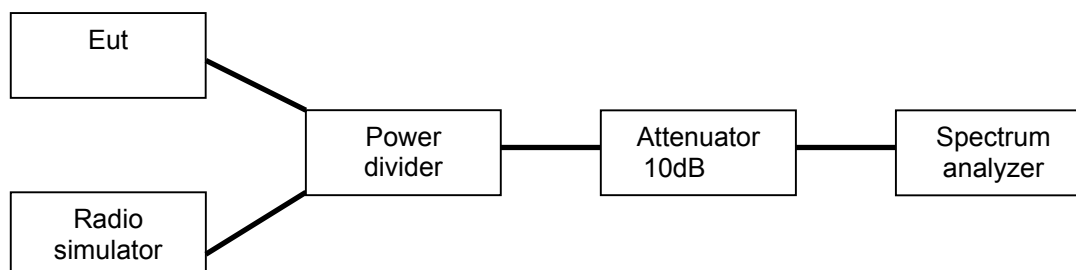 Eut
Power
divider
Attenuator
10dB
Spectrum
analyzer
Radio
simulator